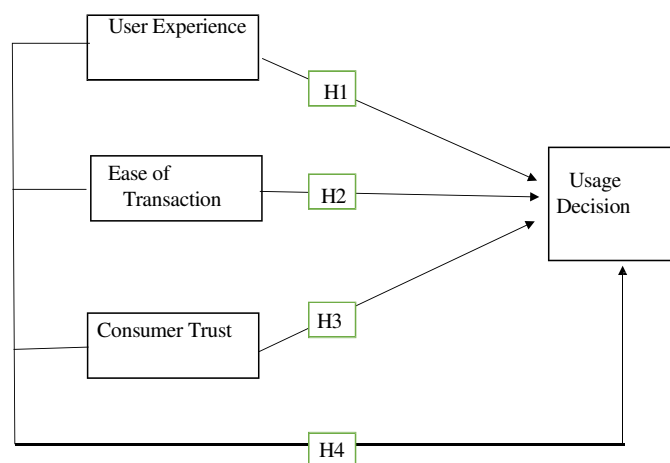 User Experience
H1
Ease of
Transaction
H2
Usage
Decision
Consumer Trust
H3
H4